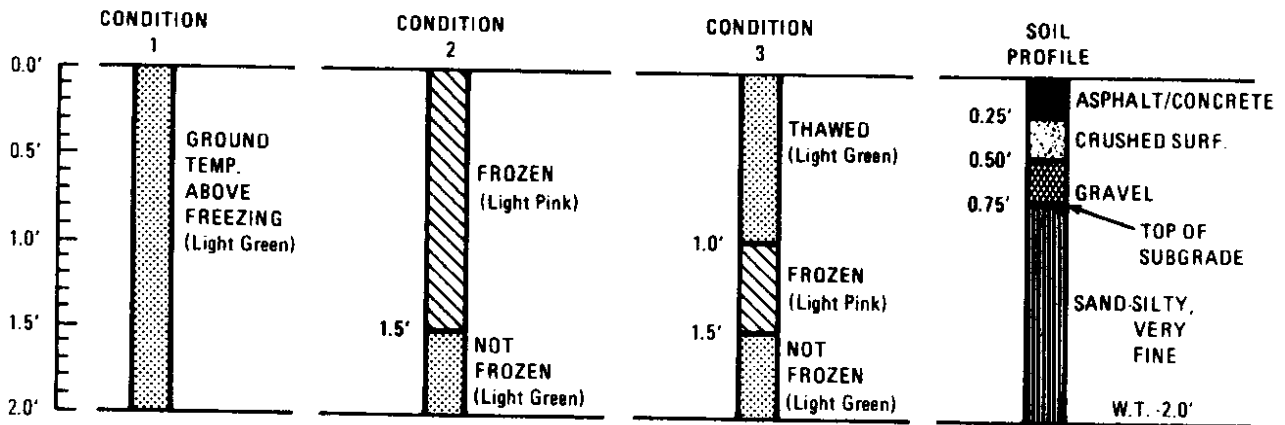 CONDITION
1
0.0'
0.5'
1.0'
1.5'
2.0'
GROUND
TEMP.
ABOVE
FREEZING
(Light Green)
CONDITION
2
FROZEN
(Light Pink)
1.5'
NOT
FROZEN
(Light Green)
CONDITION
3
THAWED
(Light Green)
1.0'
FROZEN
(Light Pink)
1.5'
NOT
FROZEN
(Light Green)
SOIL
PROFILE
ASPHALT/CONCRETE
0.25'
CRUSHED SURF.
0.50'
GRAVEL
0.75'
TOP OF
SUBGRADE
SAND-SILTY,
VERY
FINE
W.T. -2.0'